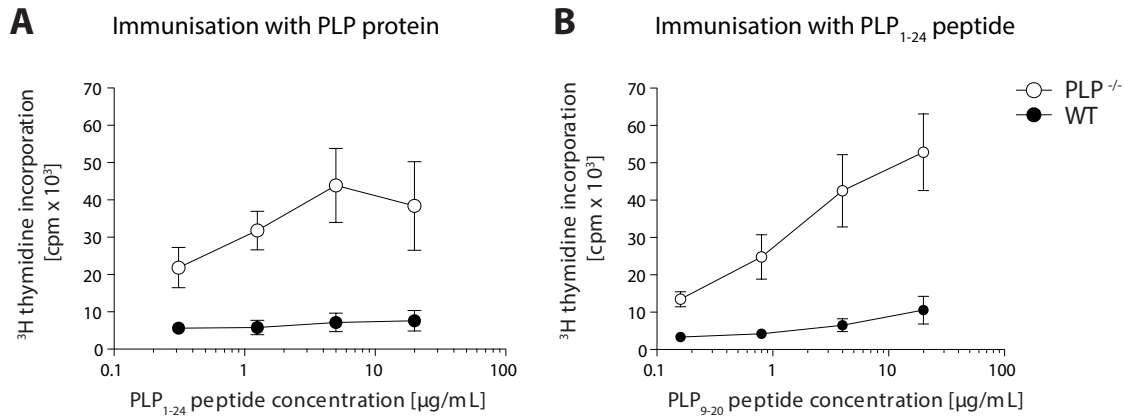 A Immunisation with PLP protein
70
60
50
40
30
20
10
0
³H thymidine incorporation
[cpm x 10³]
0.1 1 10 100
PLP₁₋₂₄ peptide concentration [µg/mL]
B Immunisation with PLP₁₋₂₄ peptide
70
60
50
40
30
20
10
0
³H thymidine incorporation
[cpm x 10³]
0.1 1 10 100
PLP₉₋₂₀ peptide concentration [µg/mL]
PLP ⁻/⁻
WT